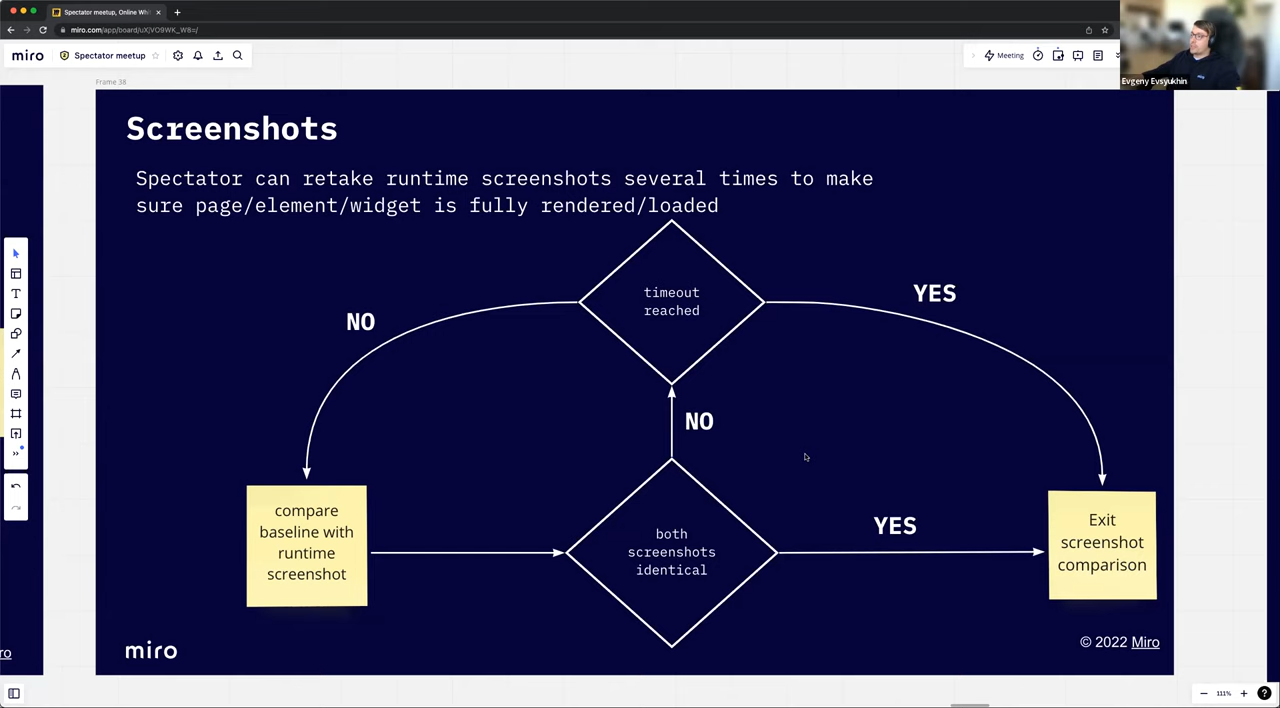 Spectator meetup, Online Whi
miro.com/app/board/uXjVO9WK_W8=/
miro
Spectator meetup
Meeting
Evgeny Evsyukhin
Frame 38
Screenshots
Spectator can retake runtime screenshots several times to make
sure page/element/widget is fully rendered/loaded
timeout
reached
NO
YES
NO
compare
baseline with
runtime
screenshot
both
screenshots
identical
YES
Exit
screenshot
comparison
miro
© 2022 Miro
ro
111%